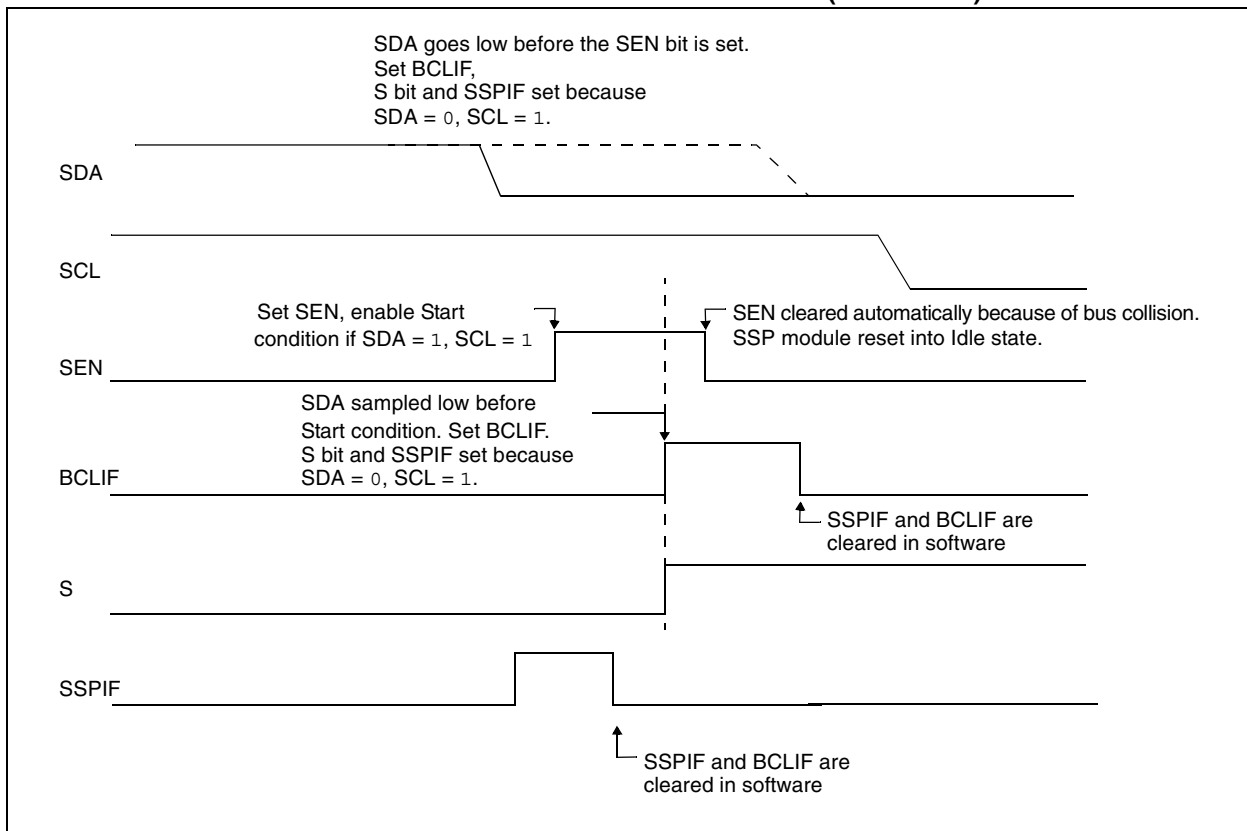 SDA goes low before the SEN bit is set.
Set BCLIF,
S bit and SSPIF set because
SDA = 0, SCL = 1.
SDA
SCL
Set SEN, enable Start
condition if SDA = 1, SCL = 1
SEN cleared automatically because of bus collision.
SSP module reset into Idle state.
SEN
SDA sampled low before
Start condition. Set BCLIF.
S bit and SSPIF set because
SDA = 0, SCL = 1.
BCLIF
SSPIF and BCLIF are
cleared in software
S
SSPIF
SSPIF and BCLIF are
cleared in software